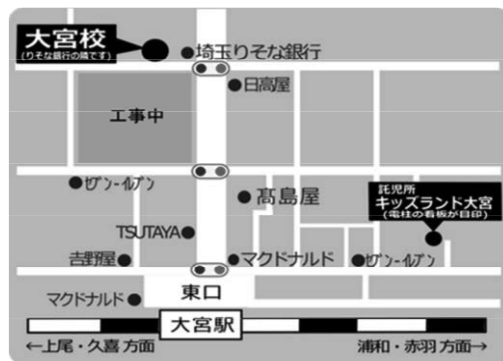 大宮校
(りそな銀行の隣です)
埼玉りそな銀行
日高屋
工事中
ｾﾌﾞﾝ-ｲﾚﾌﾞﾝ
髙島屋
託児所
キッズランド大宮
(電柱の看板が目印)
TSUTAYA
吉野家
マクドナルド
ｾﾌﾞﾝ-ｲﾚﾌﾞﾝ
東口
マクドナルド
大宮駅
←上尾・久喜 方面
浦和・赤羽 方面→